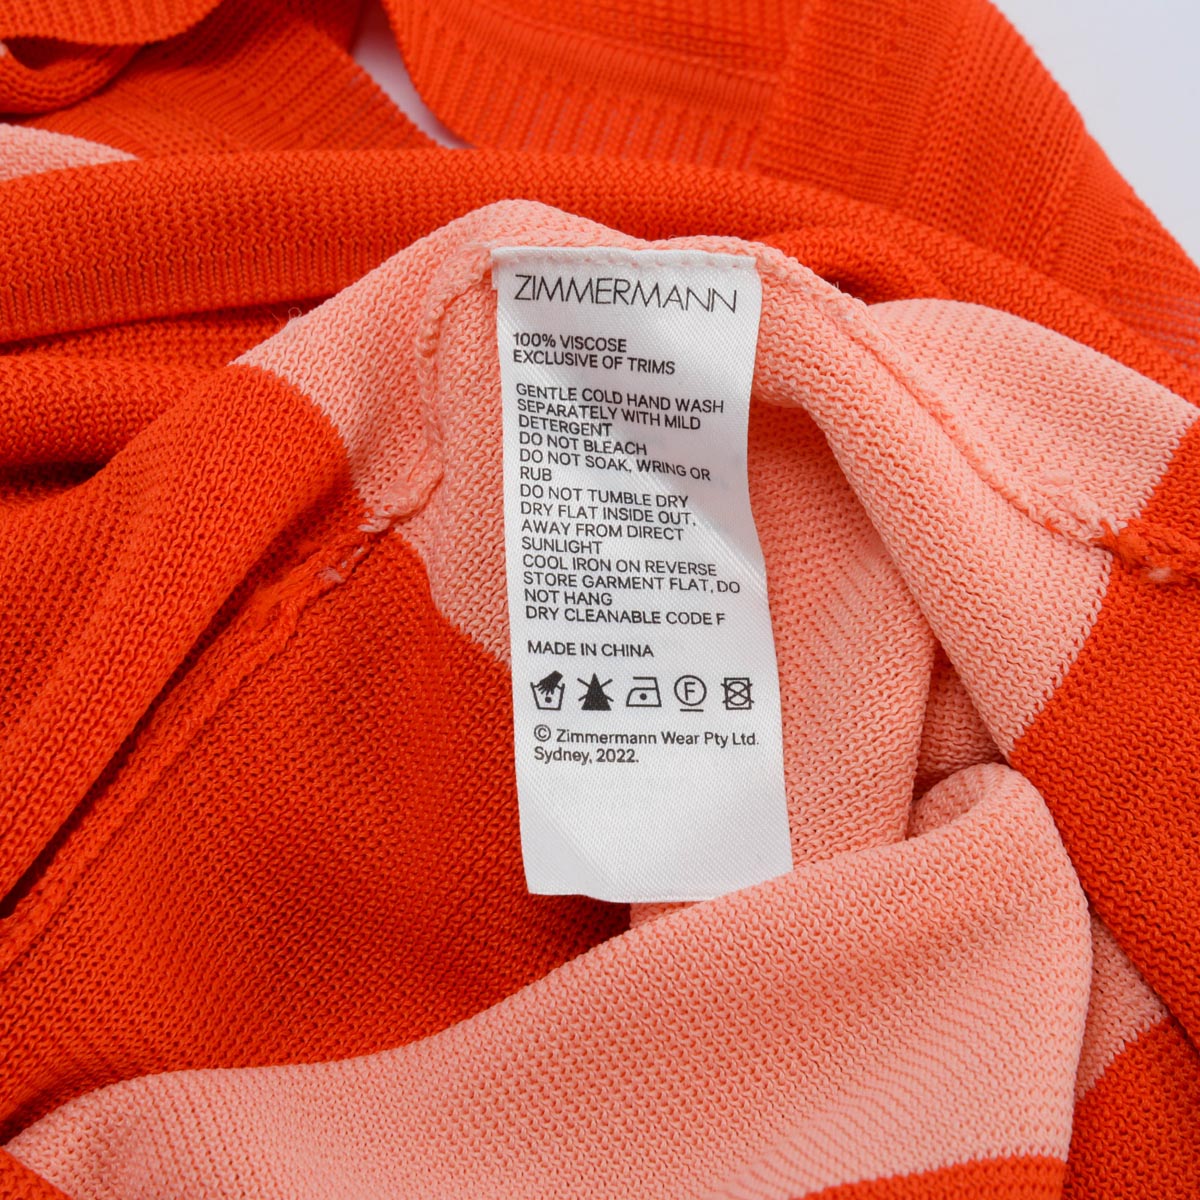 ZIMMERMANN
100% VISCOSE
EXCLUSIVE OF TRIMS
GENTLE COLD HAND WASH
SEPARATELY WITH MILD
DETERGENT
DO NOT BLEACH
DO NOT SOAK, WRING OR
RUB
DO NOT TUMBLE DRY
DRY FLAT INSIDE OUT,
AWAY FROM DIRECT
SUNLIGHT
COOL IRON ON REVERSE
STORE GARMENT FLAT, DO
NOT HANG
DRY CLEANABLE CODE F
MADE IN CHINA
F
© Zimmermann Wear Pty Ltd.
Sydney, 2022.